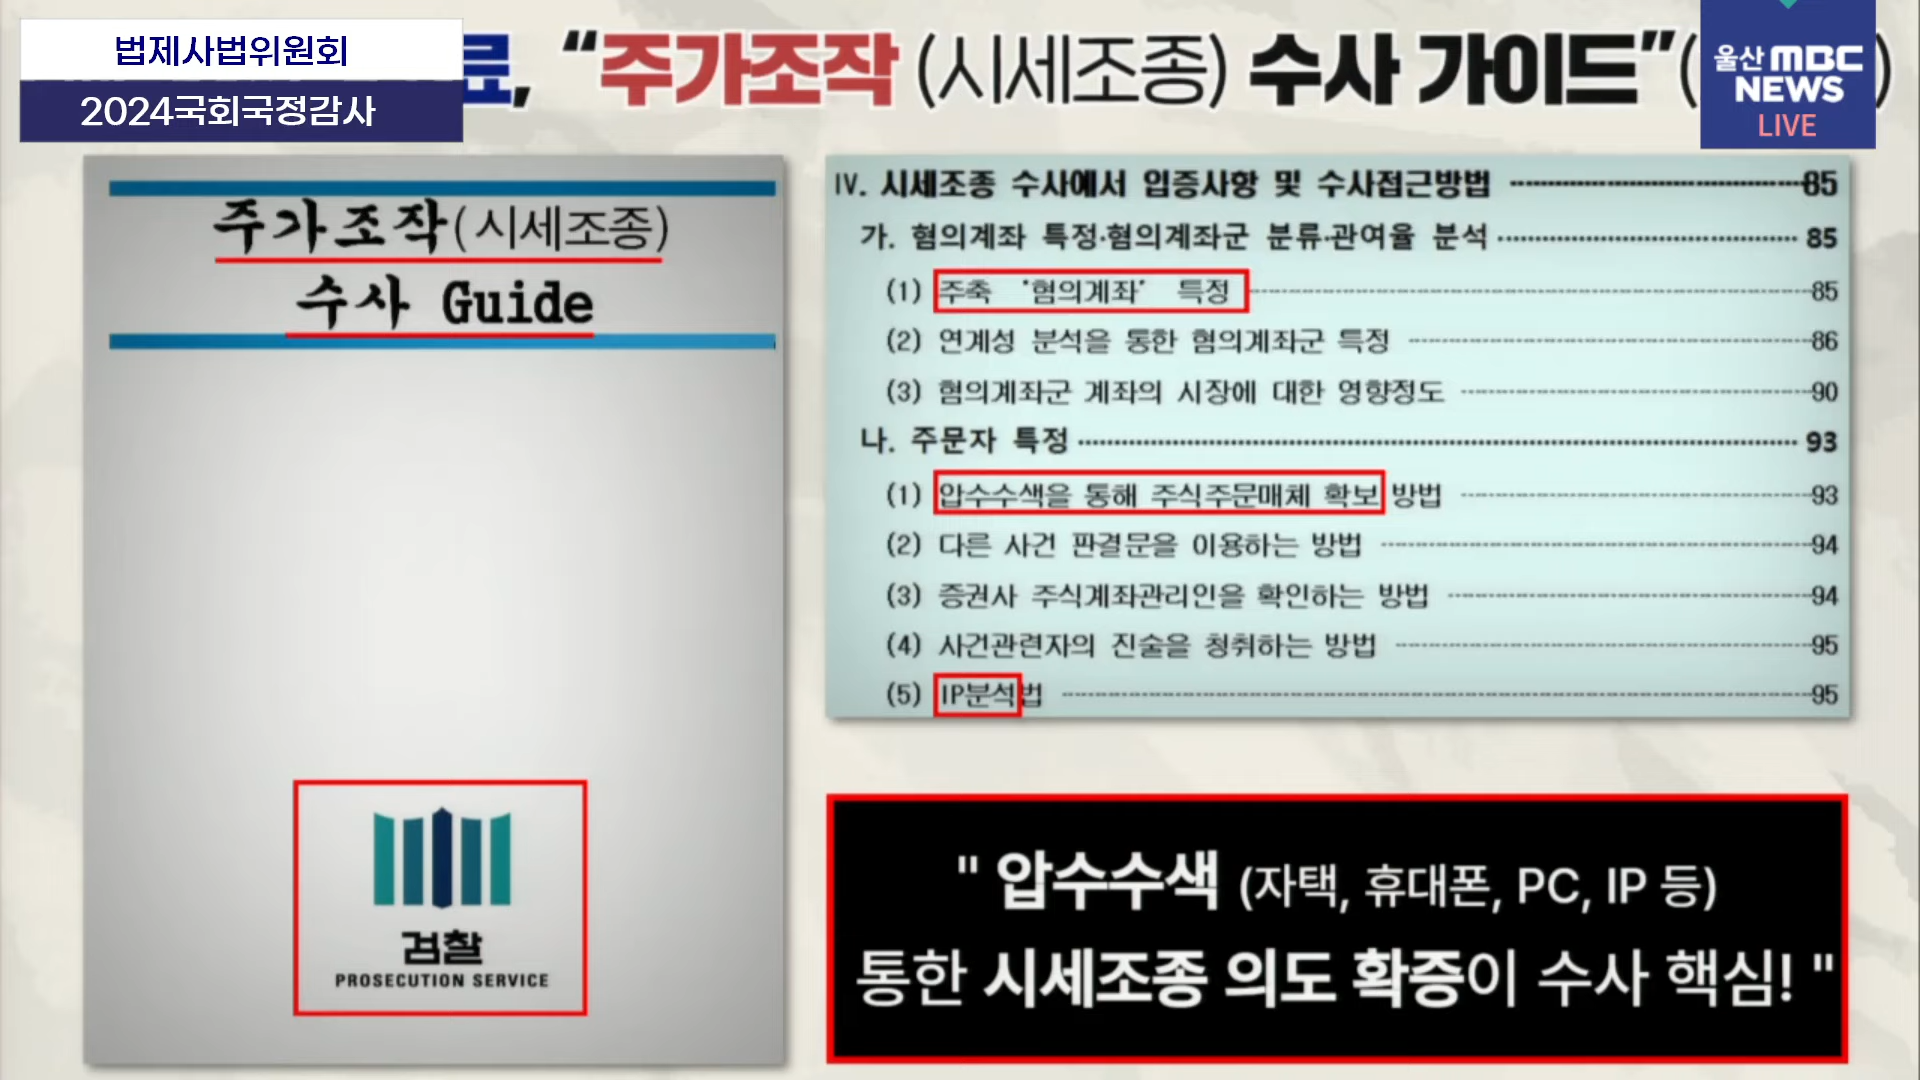 법제사법위원회
2024국회국정감사
료, “주가조작 (시세조종) 수사 가이드”( )
울산 MBC
NEWS
LIVE
주가조작(시세조종)
수사 Guide
검찰
PROSECUTION SERVICE
Ⅳ. 시세조종 수사에서 입증사항 및 수사접근방법 85
가. 혐의계좌 특정·혐의계좌군 분류·관여율 분석 85
(1) 주축 '혐의계좌' 특정 85
(2) 연계성 분석을 통한 혐의계좌군 특정 86
(3) 혐의계좌군 계좌의 시장에 대한 영향정도 90
나. 주문자 특정 93
(1) 압수수색을 통해 주식주문매체 확보 방법 93
(2) 다른 사건 판결문을 이용하는 방법 94
(3) 증권사 주식계좌관리인을 확인하는 방법 94
(4) 사건관련자의 진술을 청취하는 방법 95
(5) IP분석법 95
" 압수수색 (자택, 휴대폰, PC, IP 등)
통한 시세조종 의도 확증이 수사 핵심! "